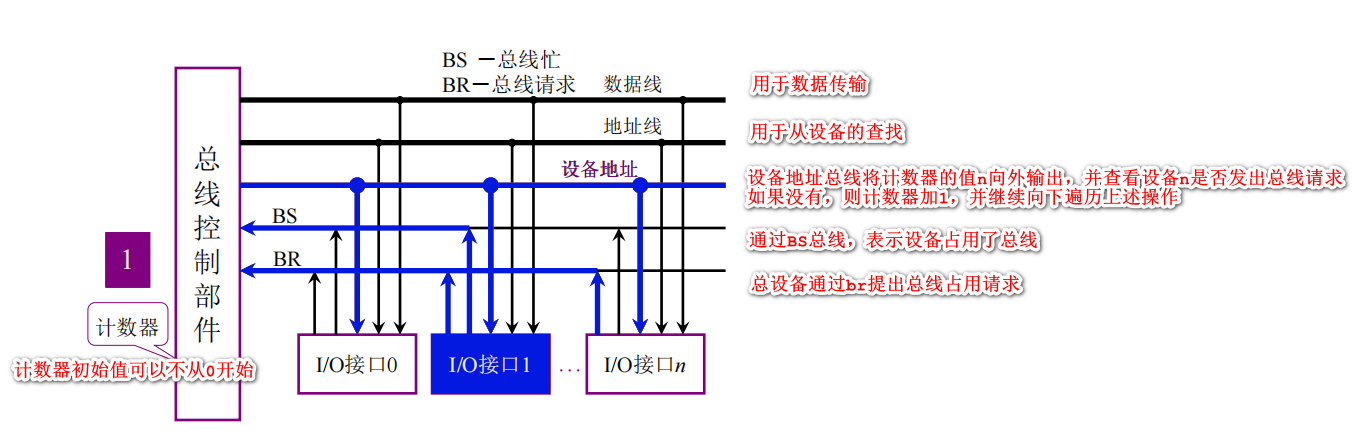 BS －总线忙
BR－总线请求
数据线
用于数据传输
地址线
用于从设备的查找
设备地址
设备地址总线将计数器的值n向外输出，并查看设备n是否发出总线请求
如果没有，则计数器加1，并继续向下遍历上述操作
BS
通过BS总线，表示设备占用了总线
BR
总设备通过br提出总线占用请求
总线控制部件
1
计数器
计数器初始值可以不从0开始
I/O接口0
I/O接口1
…
I/O接口n